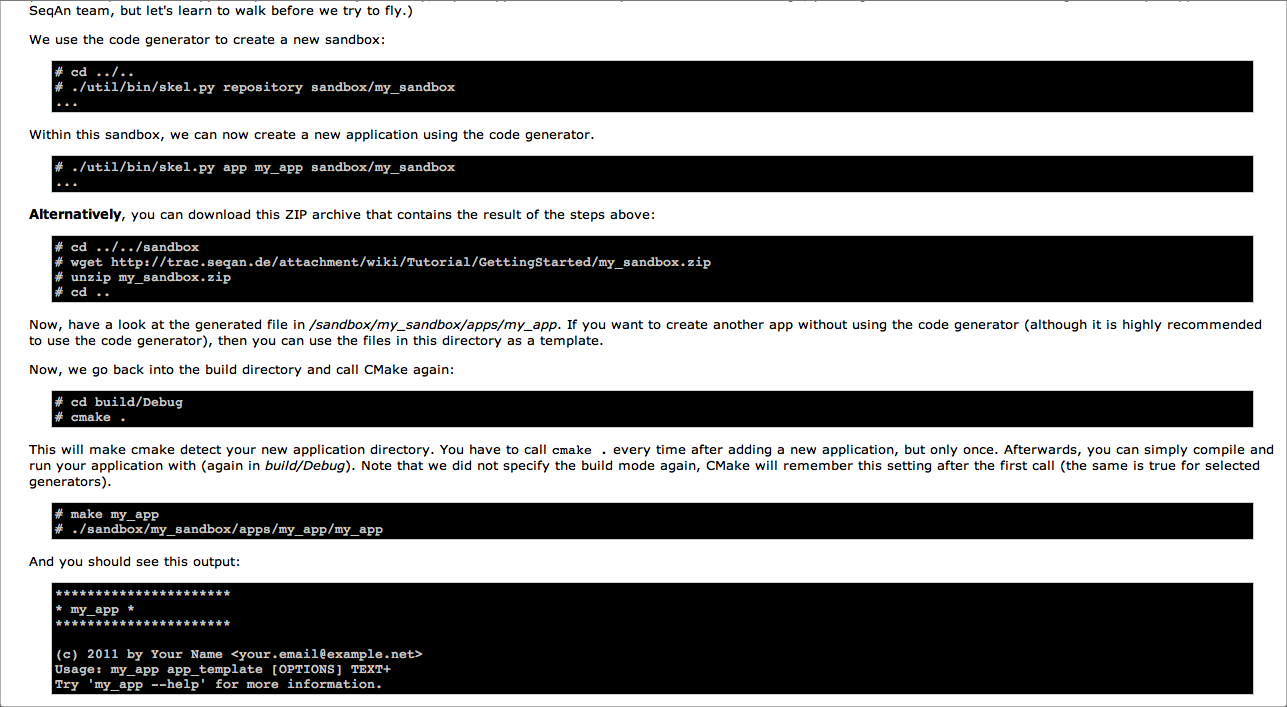 SeqAn team, but let's learn to walk before we try to fly.)
We use the code generator to create a new sandbox:
# cd ../..
# ./util/bin/skel.py repository sandbox/my_sandbox
...
Within this sandbox, we can now create a new application using the code generator.
# ./util/bin/skel.py app my_app sandbox/my_sandbox
...
Alternatively, you can download this ZIP archive that contains the result of the steps above:
# cd ../../sandbox
# wget http://trac.seqan.de/attachment/wiki/Tutorial/GettingStarted/my_sandbox.zip
# unzip my_sandbox.zip
# cd ..
Now, have a look at the generated file in /sandbox/my_sandbox/apps/my_app. If you want to create another app without using the code generator (although it is highly recommended
to use the code generator), then you can use the files in this directory as a template.
Now, we go back into the build directory and call CMake again:
# cd build/Debug
# cmake .
This will make cmake detect your new application directory. You have to call cmake . every time after adding a new application, but only once. Afterwards, you can simply compile and
run your application with (again in build/Debug). Note that we did not specify the build mode again, CMake will remember this setting after the first call (the same is true for selected
generators).
# make my_app
# ./sandbox/my_sandbox/apps/my_app/my_app
And you should see this output:
**********************
* my_app *
**********************
(c) 2011 by Your Name <your.email@example.net>
Usage: my_app app_template [OPTIONS] TEXT+
Try 'my_app --help' for more information.